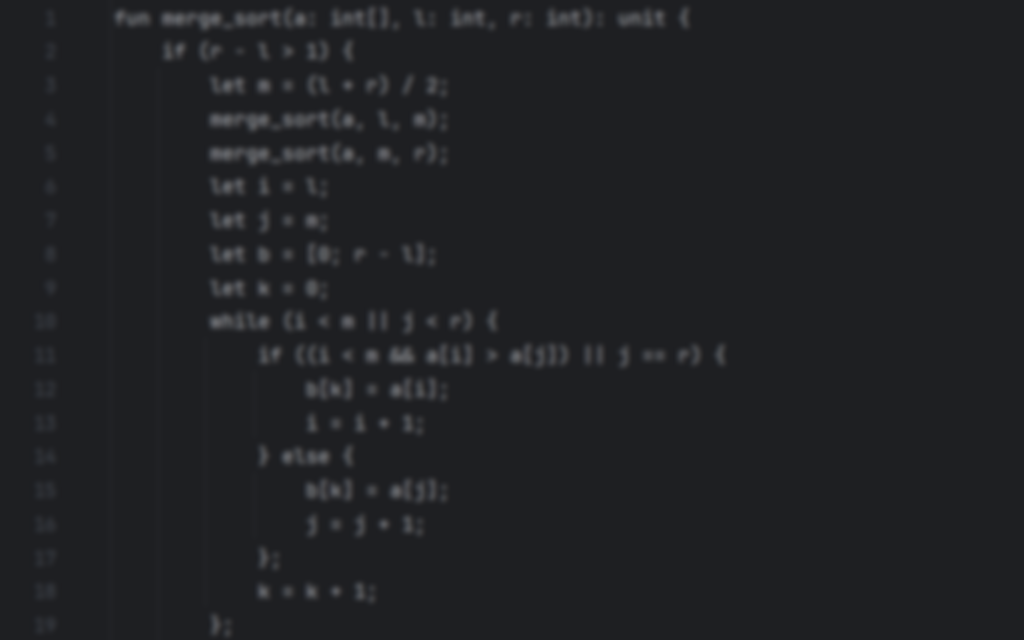 1 fun merge_sort(a: int[], l: int, r: int): unit {
2 if (r - l > 1) {
3 let m = (l + r) / 2;
4 merge_sort(a, l, m);
5 merge_sort(a, m, r);
6 let i = l;
7 let j = m;
8 let b = [0; r - l];
9 let k = 0;
10 while (i < m || j < r) {
11 if ((i < m && a[i] > a[j]) || j == r) {
12 b[k] = a[i];
13 i = i + 1;
14 } else {
15 b[k] = a[j];
16 j = j + 1;
17 };
18 k = k + 1;
19 };